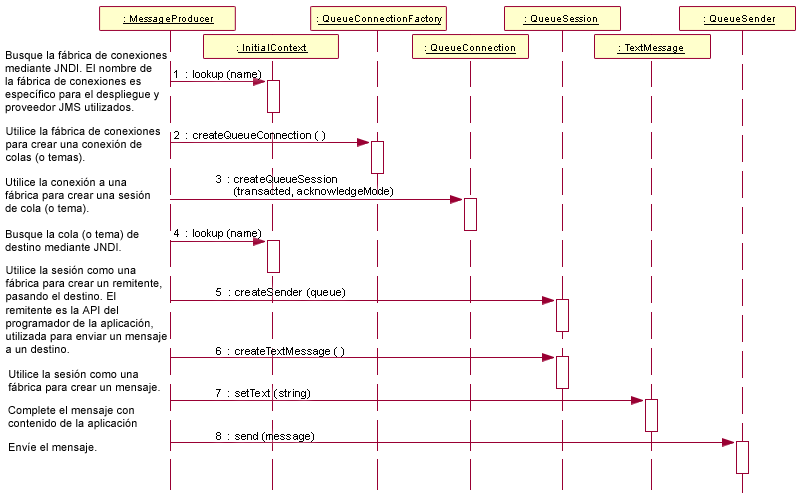 : MessageProducer
: QueueConnectionFactory
: QueueSession
: QueueSender
: InitialContext
: QueueConnection
: TextMessage
Busque la fábrica de conexiones
mediante JNDI. El nombre de
la fábrica de conexiones es
específico para el despliegue y
proveedor JMS utilizados.
1 : lookup (name)
Utilice la fábrica de conexiones
para crear una conexión de
colas (o temas).
2 : createQueueConnection ( )
Utilice la conexión a una
fábrica para crear una sesión
de cola (o tema).
3 : createQueueSession
(transacted, acknowledgeMode)
Busque la cola (o tema) de
destino mediante JNDI.
4 : lookup (name)
Utilice la sesión como una
fábrica para crear un remitente,
pasando el destino. El
remitente es la API del
programador de la aplicación,
utilizada para enviar un mensaje
a un destino.
5 : createSender (queue)
6 : createTextMessage ( )
Utilice la sesión como una
fábrica para crear un mensaje.
7 : setText (string)
Complete el mensaje con
contenido de la aplicación
8 : send (message)
Envíe el mensaje.